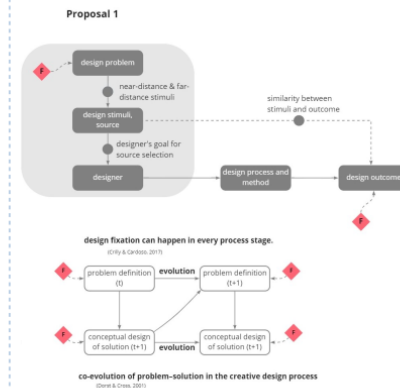 Proposal 1
design problem
F
near-distance & far-
distance stimuli
design stimuli,
source
similarity between
stimuli and outcome
designer's goal for
source selection
designer
design process and
method
design outcome
F
design fixation can happen in every process stage.
(Crilly & Cardoso, 2017)
F
problem definition
(t)
evolution
problem definition
(t+1)
F
F
conceptual design
of solution (t+1)
evolution
conceptual design
of solution (t+1)
F
co-evolution of problem–solution in the creative design process
(Dorst & Cross, 2001)